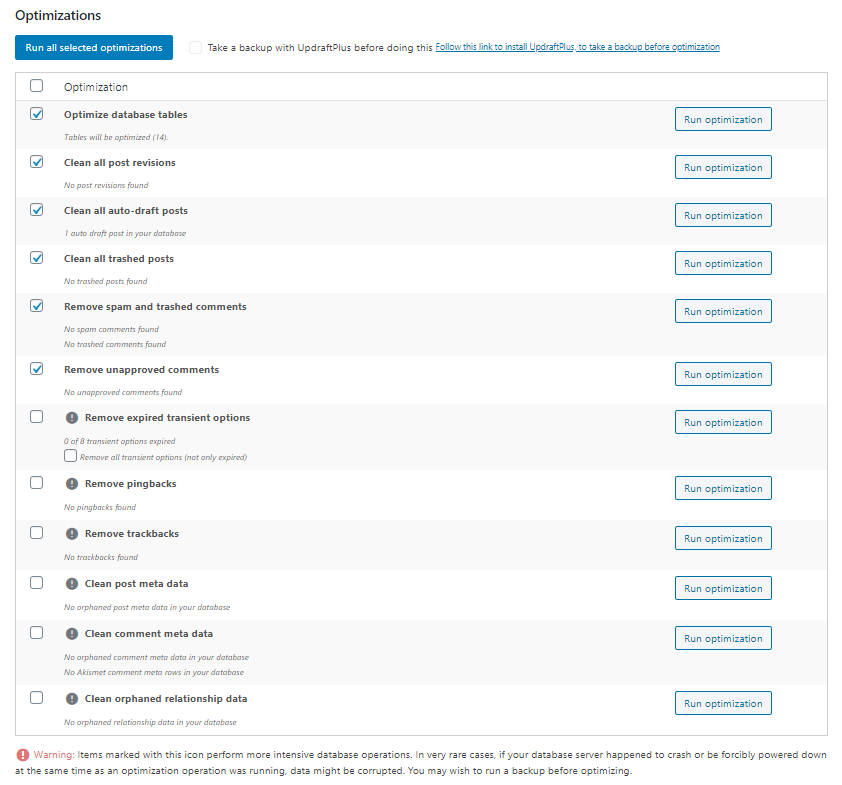 Optimizations
Run all selected optimizations Take a backup with UpdraftPlus before doing this Follow this link to install UpdraftPlus, to take a backup before optimization
Optimization
Optimize database tables
Run optimization
Tables will be optimized (14).
Clean all post revisions
Run optimization
No post revisions found
Clean all auto-draft posts
Run optimization
1 auto draft post in your database
Clean all trashed posts
Run optimization
No trashed posts found
Remove spam and trashed comments
Run optimization
No spam comments found
No trashed comments found
Remove unapproved comments
Run optimization
No unapproved comments found
Remove expired transient options
Run optimization
0 of 8 transient options expired
Remove all transient options (not only expired)
Remove pingbacks
Run optimization
No pingbacks found
Remove trackbacks
Run optimization
No trackbacks found
Clean post meta data
Run optimization
No orphaned post meta data in your database
Clean comment meta data
Run optimization
No orphaned comment meta data in your database
No Akismet comment meta rows in your database
Clean orphaned relationship data
Run optimization
No orphaned relationship data in your database
Warning: Items marked with this icon perform more intensive database operations. In very rare cases, if your database server happened to crash or be forcibly powered down
at the same time as an optimization operation was running, data might be corrupted. You may wish to run a backup before optimizing.